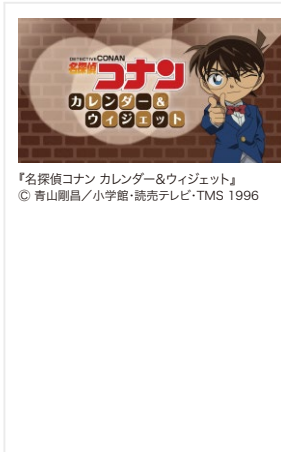 DETECTIVE CONAN
名探偵
コナン
カレンダー&
ウィジェット
『名探偵コナン カレンダー&ウィジェット』
© 青山剛昌／小学館・読売テレビ・TMS 1996